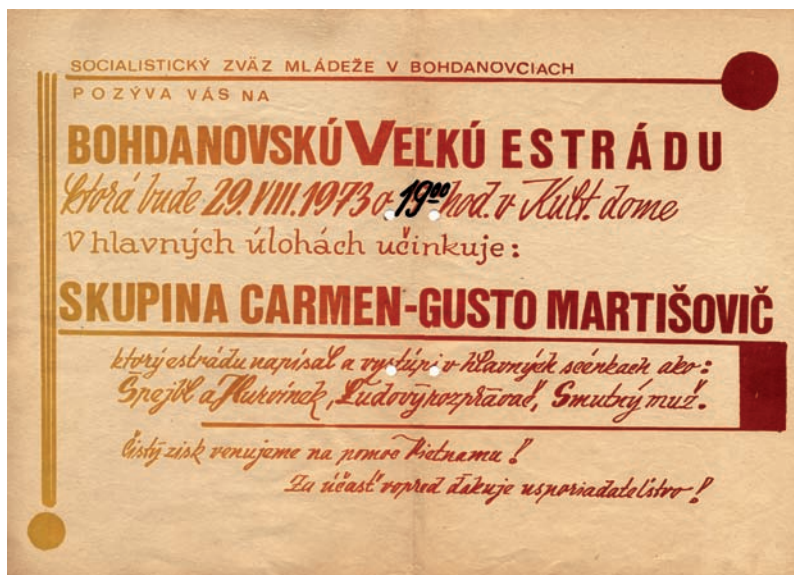 SOCIALISTICKÝ ZVÄZ MLÁDEŽE V BOHDANOVCIACH
POZÝVA VÁS NA
BOHDANOVSKÚ VEĽKÚ ESTRÁDU
ktorá bude 29. VIII. 1973 o 19⁰⁰ hod. v Kult. dome
V hlavných úlohách učinkuje:
SKUPINA CARMEN-GUSTO MARTIŠOVIČ
ktorý estrádu napísal a vystúpi v hlavných scénkach ako:
Špejbl a Hurvínek, Ľudový rozprávač, Smutný muž.
Čistý zisk venujeme na pomoc Vietnamu!
Za účasť vopred ďakuje usporiadateľstvo!